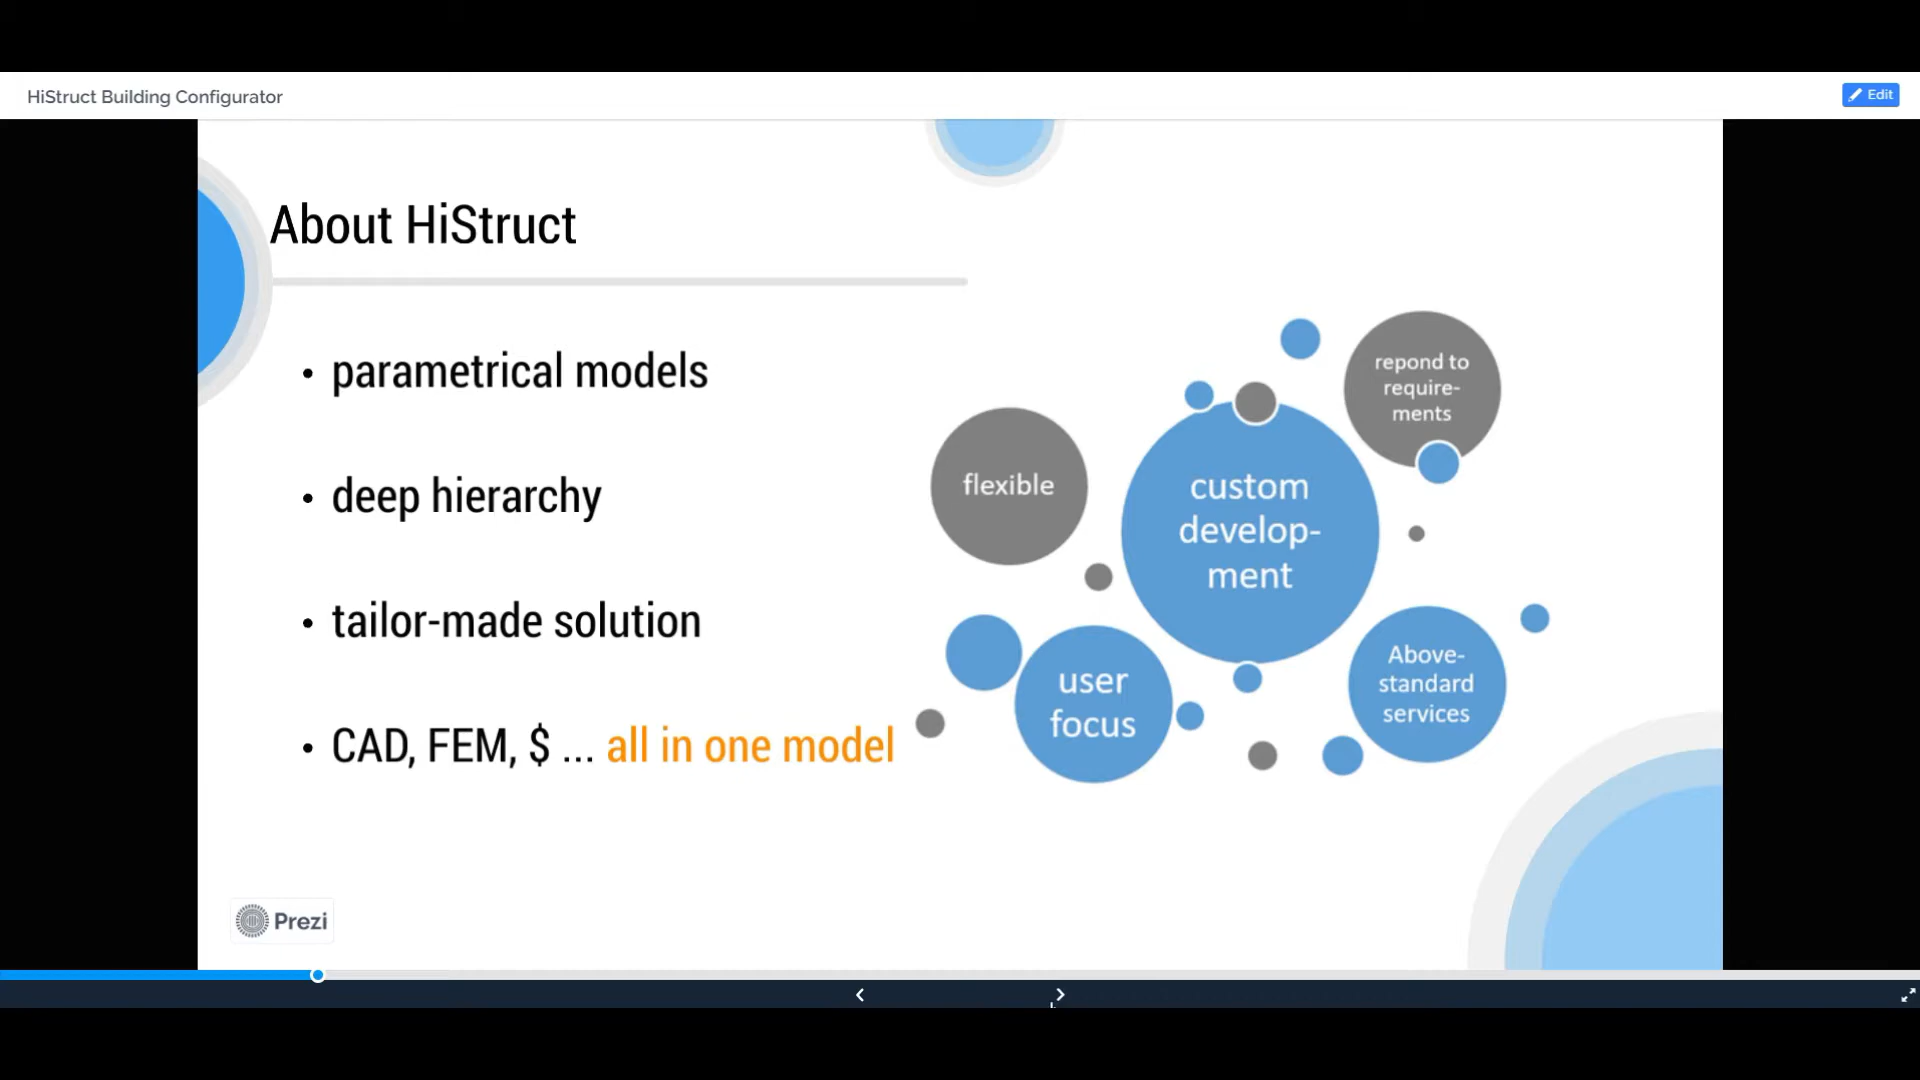 HiStruct Building Configurator
Edit
About HiStruct
• parametrical models
• deep hierarchy
• tailor-made solution
• CAD, FEM, $ ... all in one model
flexible
custom
develop-
ment
repond to
require-
ments
user
focus
Above-
standard
services
Prezi